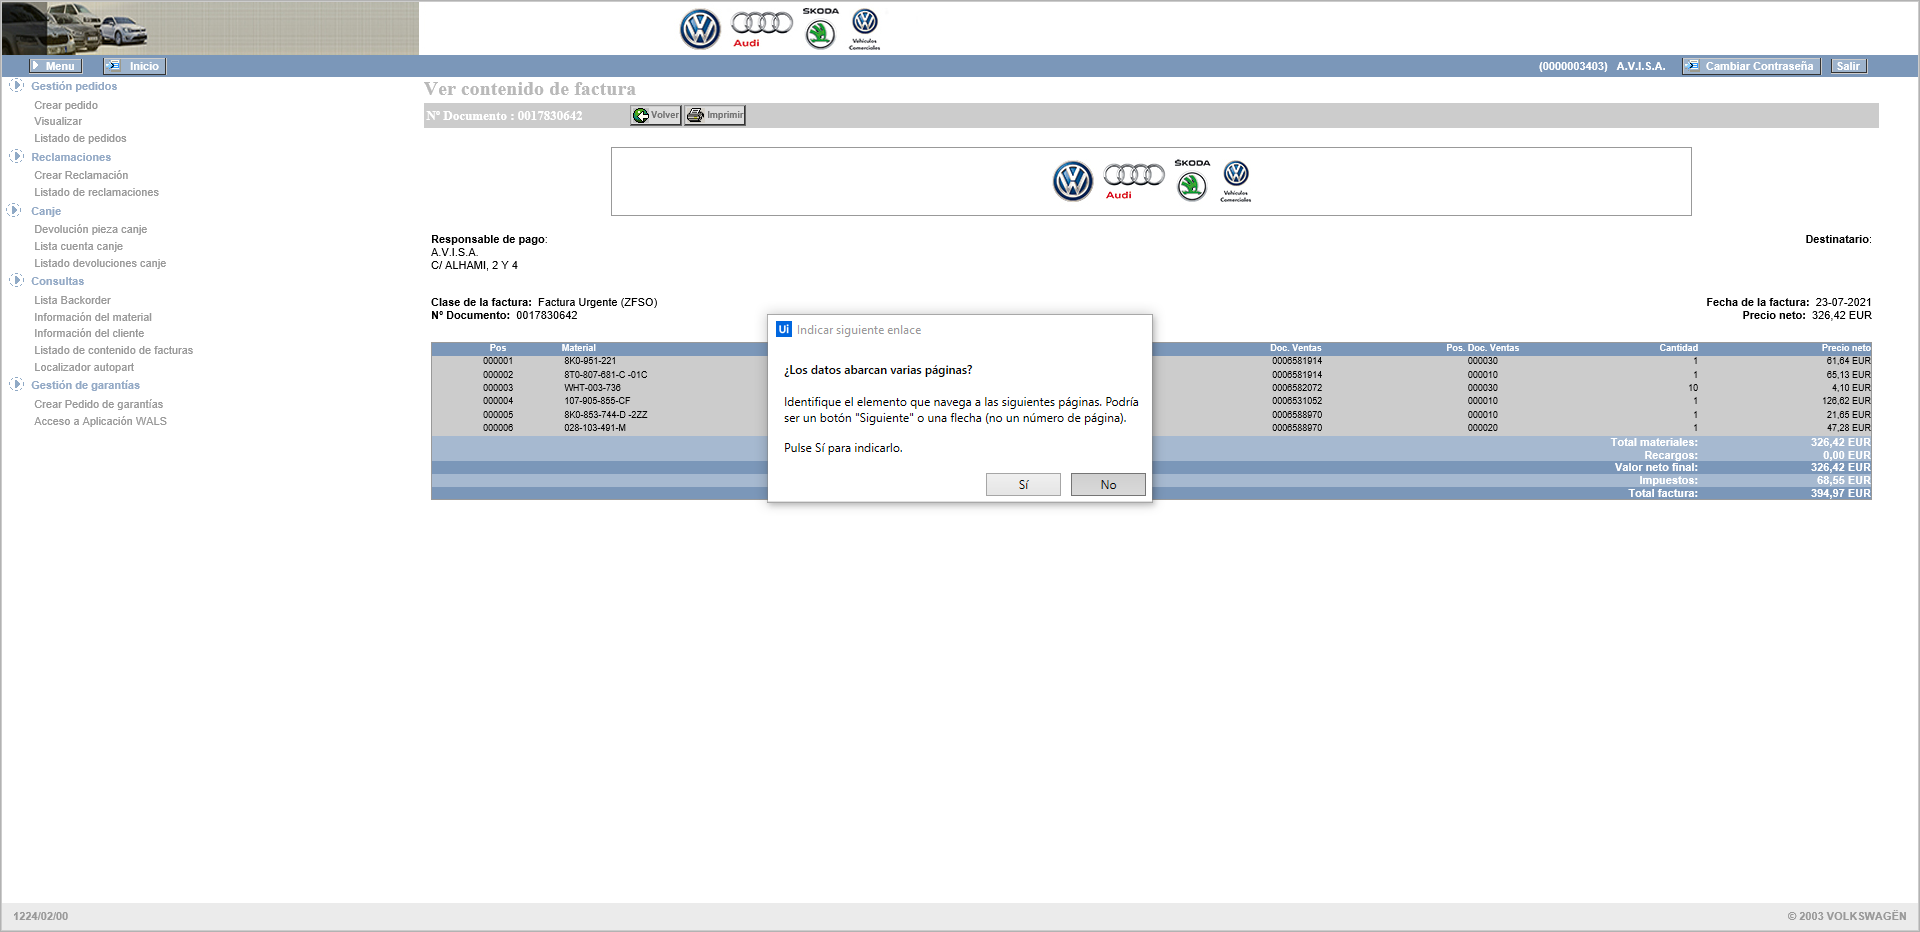 Audi
ŠKODA
Vehículos
Comerciales
Menu
Inicio
(0000003403) A.V.I.S.A.
Cambiar Contraseña
Salir
Gestión pedidos
Crear pedido
Visualizar
Listado de pedidos
Reclamaciones
Crear Reclamación
Listado de reclamaciones
Canje
Devolución pieza canje
Lista cuenta canje
Listado devoluciones canje
Consultas
Lista Backorder
Información del material
Información del cliente
Listado de contenido de facturas
Localizador autopart
Gestión de garantías
Crear Pedido de garantías
Acceso a Aplicación WALS
Ver contenido de factura
Nº Documento : 0017830642
Volver
Imprimir
Audi
ŠKODA
Vehículos
Comerciales
Responsable de pago:
A.V.I.S.A.
C/ ALHAMI, 2 Y 4
Destinatario:
Clase de la factura: Factura Urgente (ZFSO)
Nº Documento: 0017830642
Fecha de la factura: 23-07-2021
Precio neto: 326,42 EUR
Pos Material Doc. Ventas Pos. Doc. Ventas Cantidad Precio neto
000001 8K0-951-221 0006581914 000030 1 61,64 EUR
000002 8T0-807-681-C -01C 0006581914 000010 1 65,13 EUR
000003 WHT-003-736 0006582072 000030 10 4,10 EUR
000004 107-905-855-CF 0006531052 000010 1 126,62 EUR
000005 8K0-853-744-D -2ZZ 0006588970 000010 1 21,65 EUR
000006 028-103-491-M 0006588970 000020 1 47,28 EUR
Total materiales: 326,42 EUR
Recargos: 0,00 EUR
Valor neto final: 326,42 EUR
Impuestos: 68,55 EUR
Total factura: 394,97 EUR
Ui Indicar siguiente enlace
¿Los datos abarcan varias páginas?
Identifique el elemento que navega a las siguientes páginas. Podría
ser un botón "Siguiente" o una flecha (no un número de página).
Pulse Sí para indicarlo.
Sí
No
1224/02/00
© 2003 VOLKSWAGËN